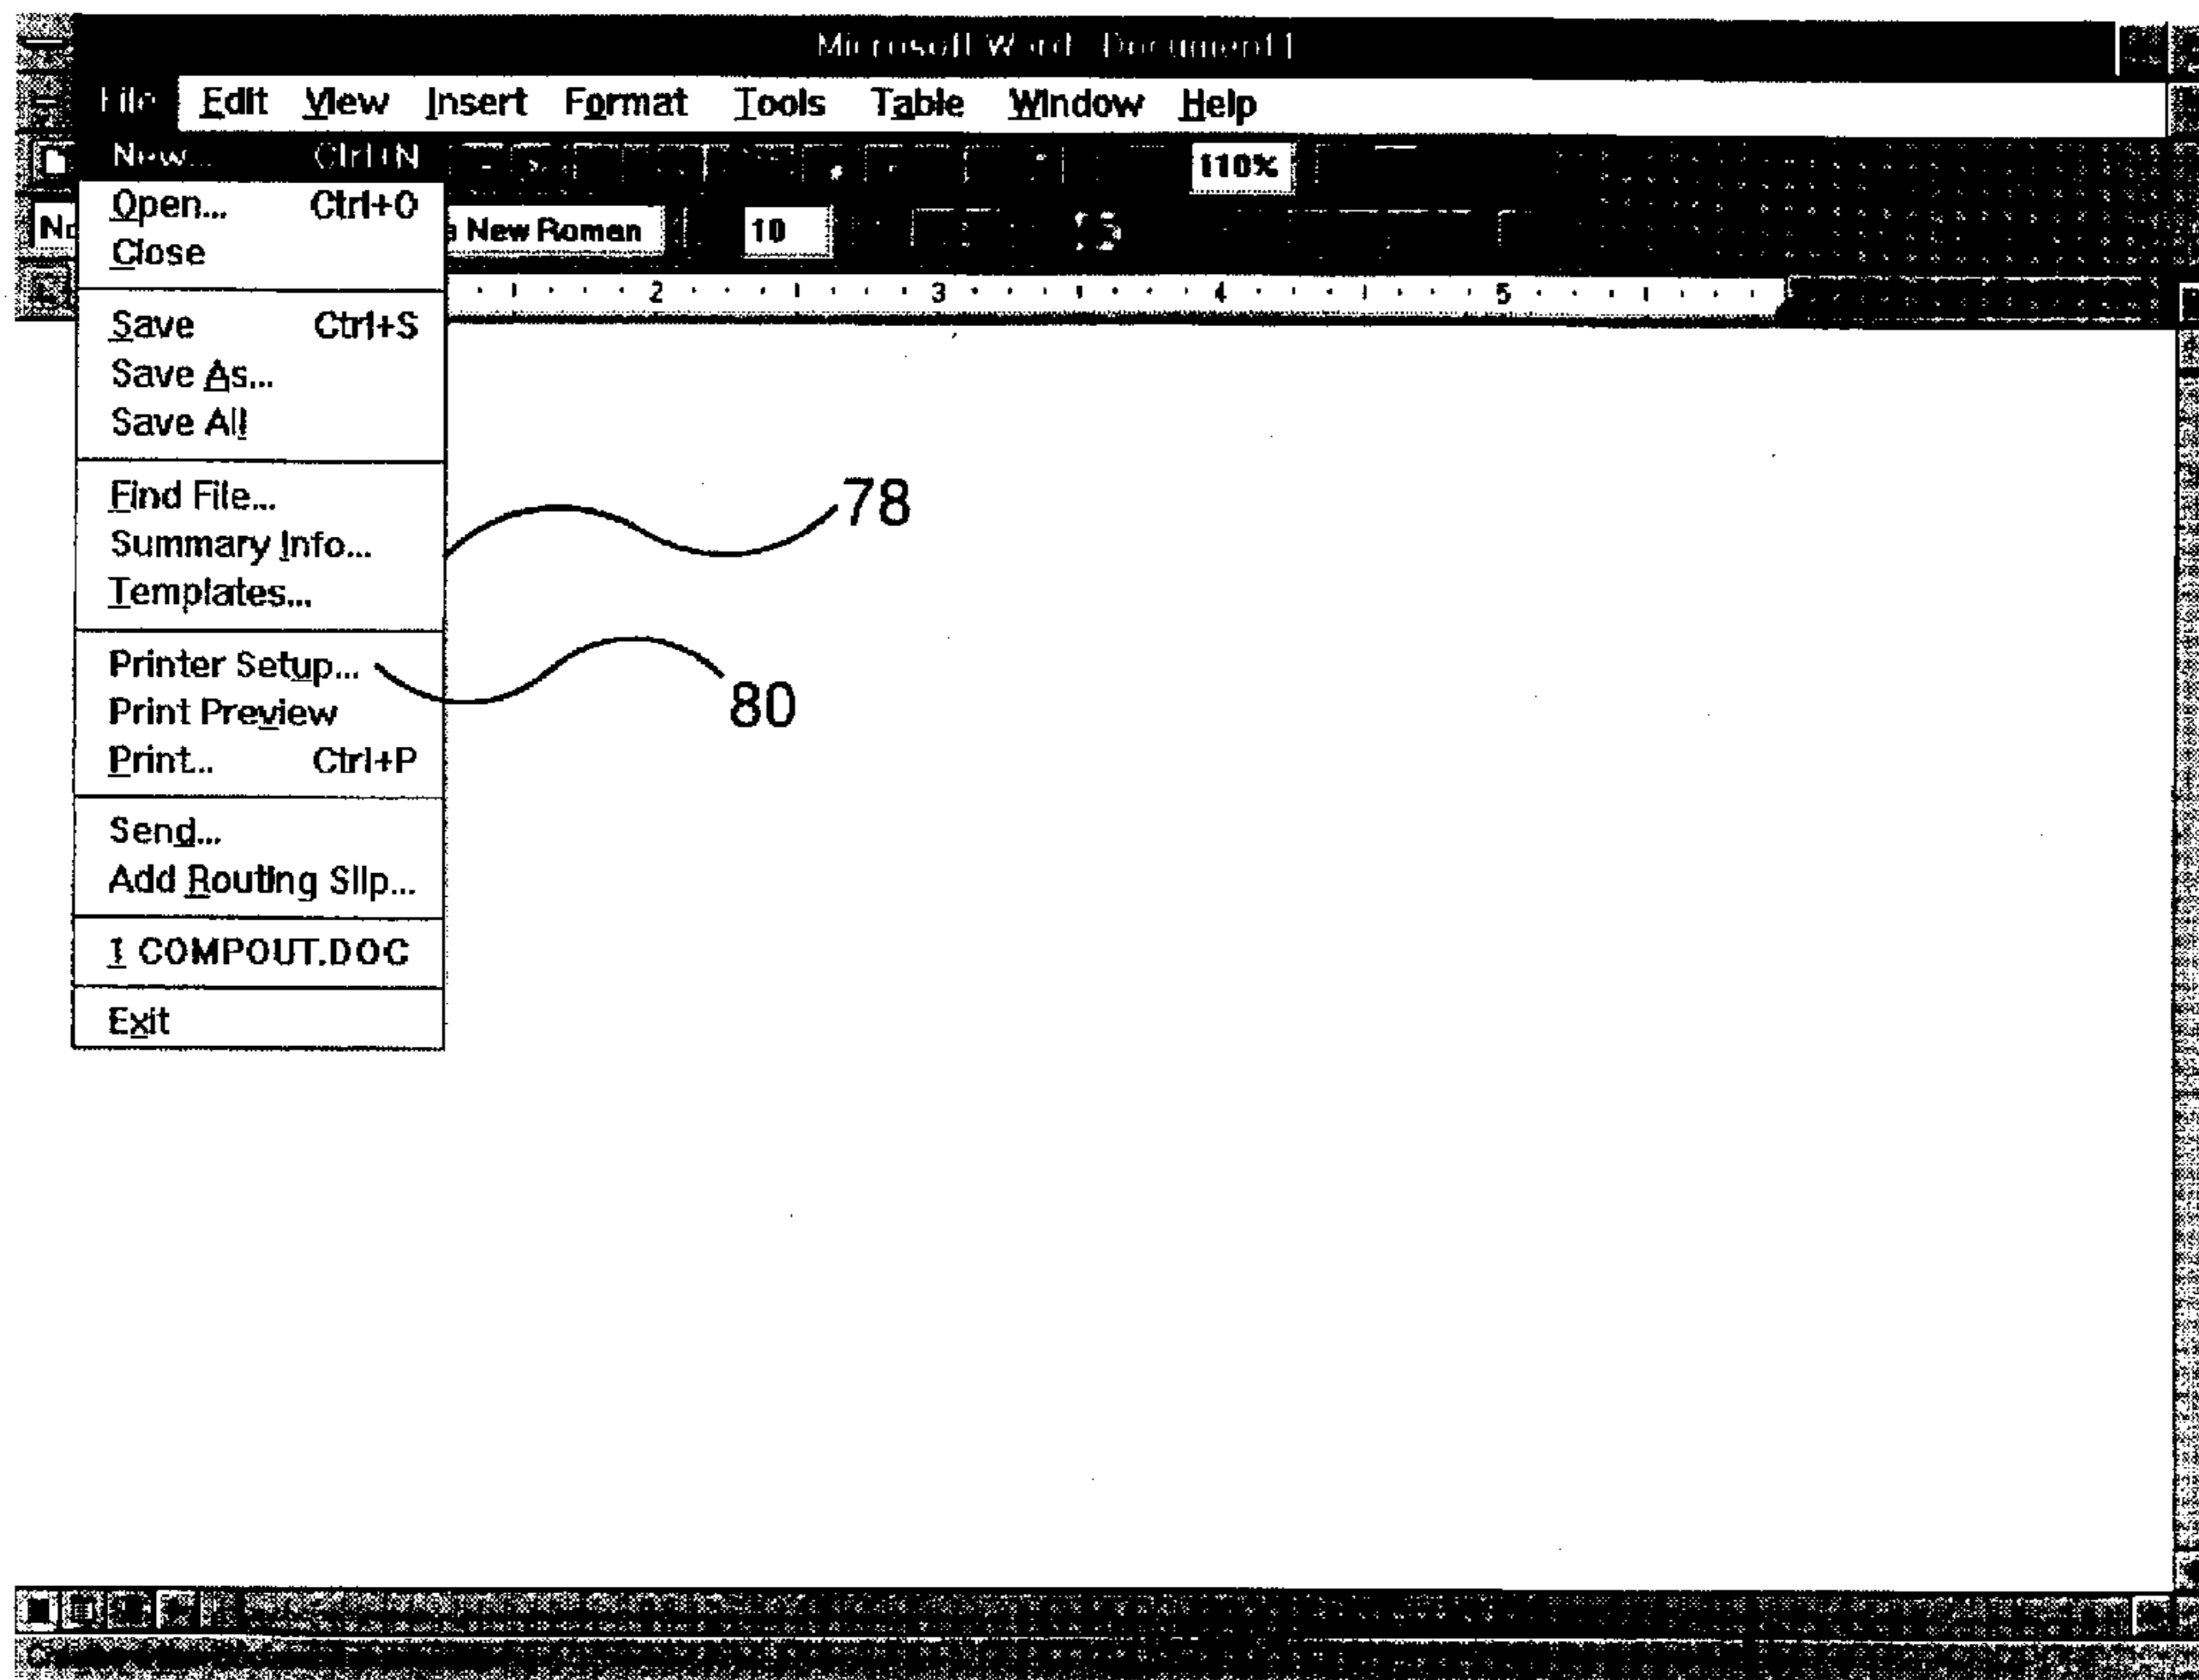 Microsoft Word Document1
File Edit View Insert Format Tools Table Window Help
New... Ctrl+N
110%
Open... Ctrl+O
New Roman 10
Close
2 3 4 5
Save Ctrl+S
Save As...
Save All
Find File...
78
Summary Info...
Templates...
Printer Setup...
80
Print Preview
Print... Ctrl+P
Send...
Add Routing Slip...
1 COMPOUT.DOC
Exit